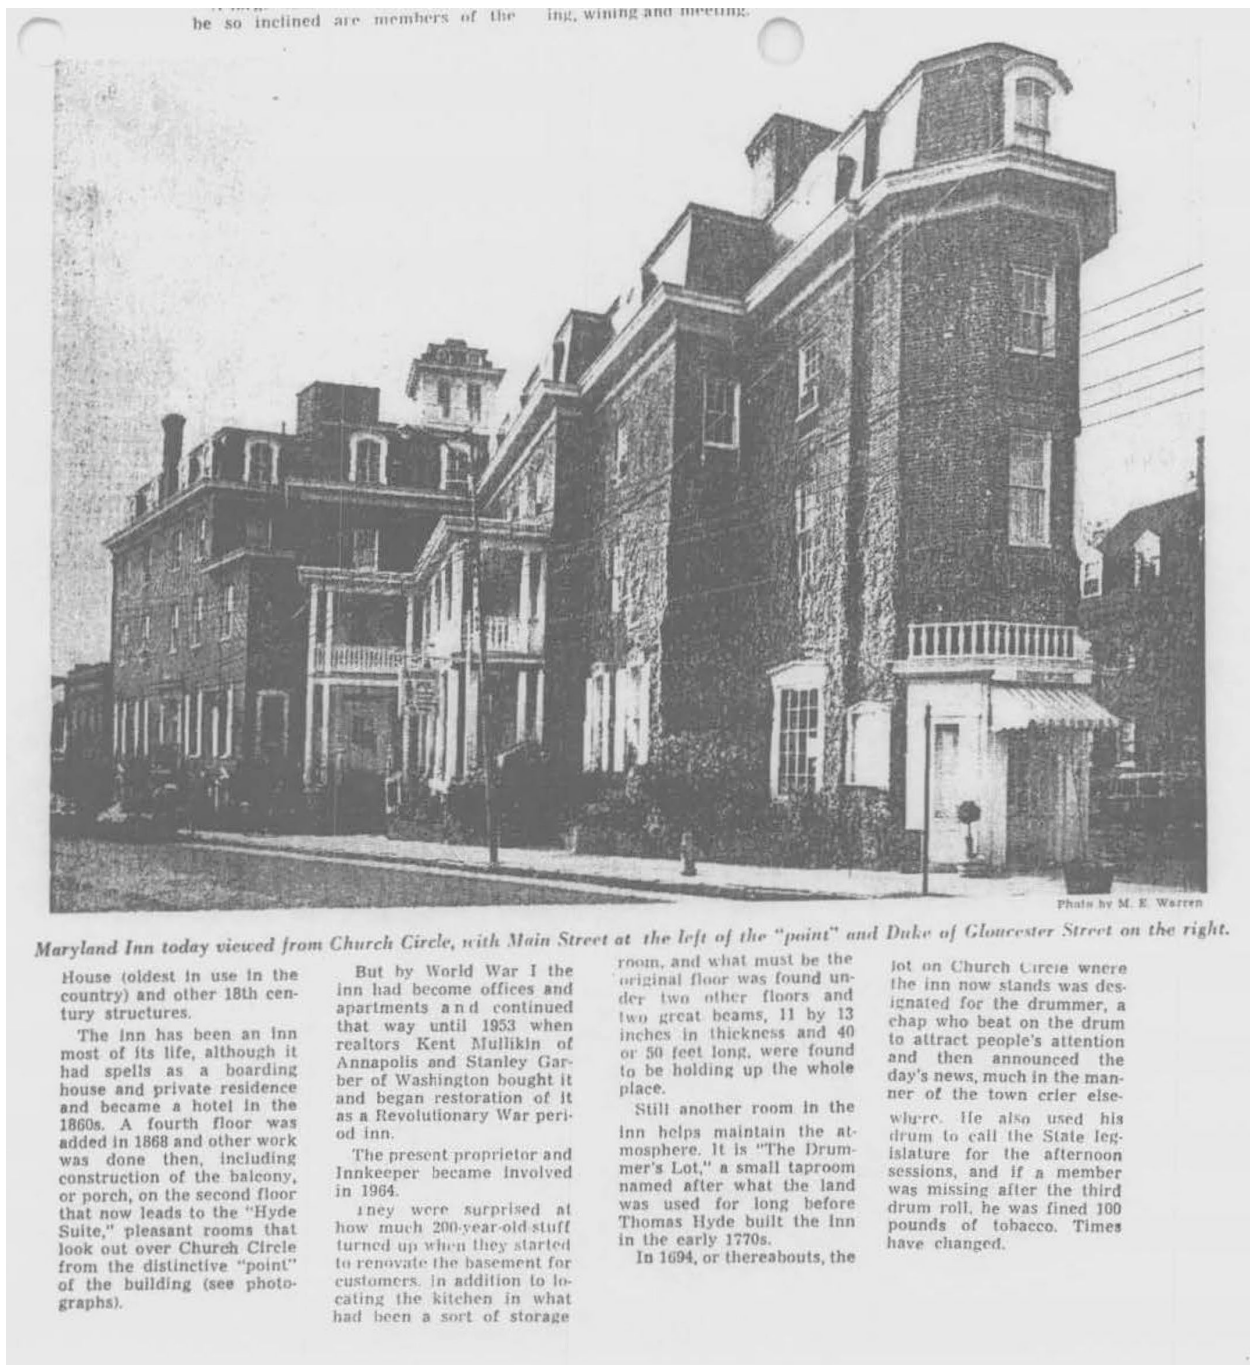 be so inclined are members of the
ing, wining and meeting.
Photo by M. E. Warren
Maryland Inn today viewed from Church Circle, with Main Street at the left of the "point" and Duke of Gloucester Street on the right.
House (oldest in use in the
country) and other 18th cen-
tury structures.
The inn has been an inn
most of its life, although it
had spells as a boarding
house and private residence
and became a hotel in the
1860s. A fourth floor was
added in 1868 and other work
was done then, including
construction of the balcony,
or porch, on the second floor
that now leads to the "Hyde
Suite," pleasant rooms that
look out over Church Circle
from the distinctive "point"
of the building (see photo-
graphs).
But by World War I the
inn had become offices and
apartments and continued
that way until 1953 when
realtors Kent Mullikin of
Annapolis and Stanley Gar-
ber of Washington bought it
and began restoration of it
as a Revolutionary War peri-
od inn.
The present proprietor and
Innkeeper became involved
in 1964.
They were surprised at
how much 200-year-old stuff
turned up when they started
to renovate the basement for
customers. In addition to lo-
cating the kitchen in what
had been a sort of storage
room, and what must be the
original floor was found un-
der two other floors and
two great beams, 11 by 13
inches in thickness and 40
or 50 feet long, were found
to be holding up the whole
place.
Still another room in the
inn helps maintain the at-
mosphere. It is "The Drum-
mer's Lot," a small taproom
named after what the land
was used for long before
Thomas Hyde built the Inn
in the early 1770s.
In 1694, or thereabouts, the
lot on Church Circle where
the inn now stands was des-
ignated for the drummer, a
chap who beat on the drum
to attract people's attention
and then announced the
day's news, much in the man-
ner of the town crier else-
where. He also used his
drum to call the State leg-
islature for the afternoon
sessions, and if a member
was missing after the third
drum roll, he was fined 100
pounds of tobacco. Times
have changed.